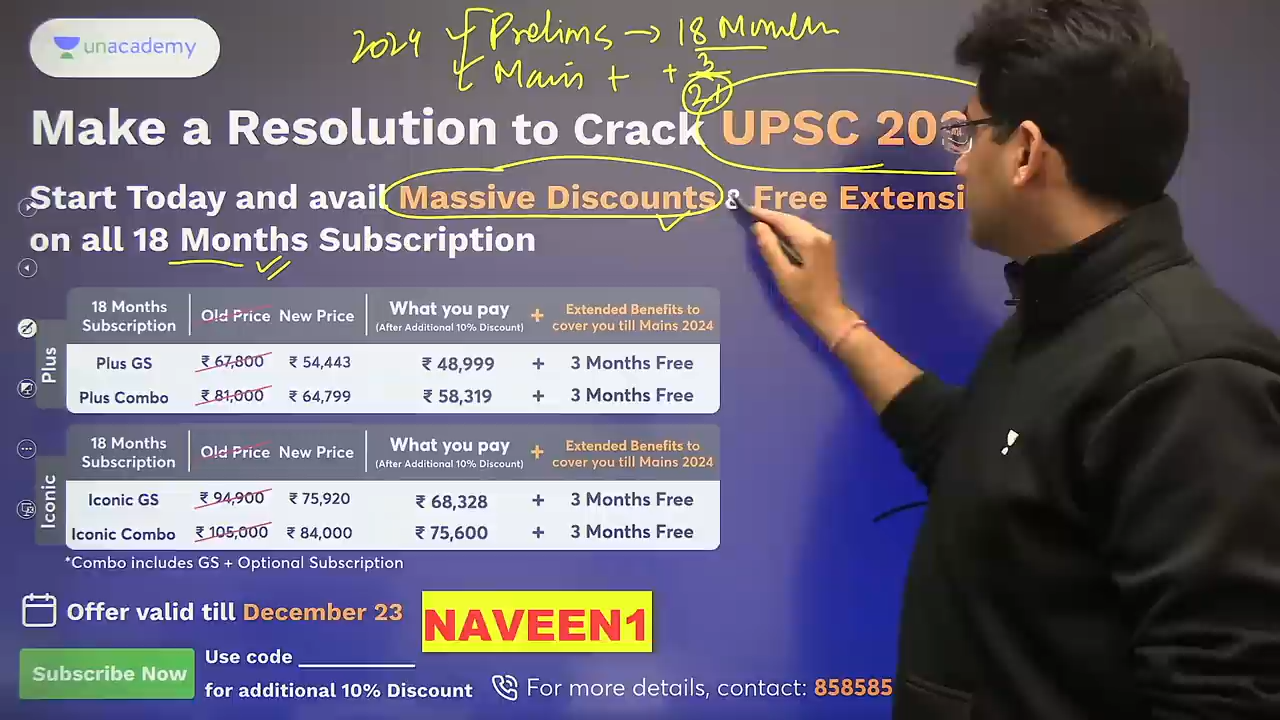 unacademy
2024 { Prelims → 18 Months
{ Mains + + 3
21
Make a Resolution to Crack UPSC 202
Start Today and avail Massive Discounts & Free Extensi
on all 18 Months Subscription
Plus
18 Months Subscription Old Price New Price What you pay (After Additional 10% Discount) + Extended Benefits to cover you till Mains 2024
Plus GS ₹ 67,800 ₹ 54,443 ₹ 48,999 + 3 Months Free
Plus Combo ₹ 81,000 ₹ 64,799 ₹ 58,319 + 3 Months Free
Iconic
18 Months Subscription Old Price New Price What you pay (After Additional 10% Discount) + Extended Benefits to cover you till Mains 2024
Iconic GS ₹ 94,900 ₹ 75,920 ₹ 68,328 + 3 Months Free
Iconic Combo ₹ 105,000 ₹ 84,000 ₹ 75,600 + 3 Months Free
*Combo includes GS + Optional Subscription
Offer valid till December 23
NAVEEN1
Subscribe Now
Use code ___________
for additional 10% Discount
For more details, contact: 858585